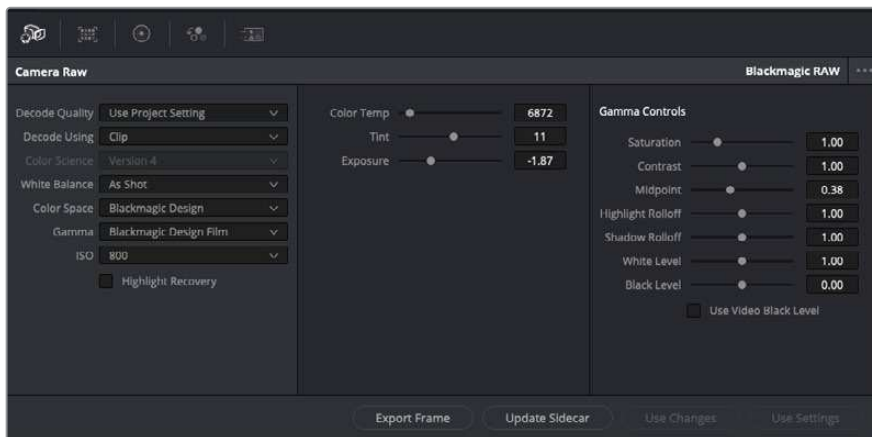 Camera Raw
Blackmagic RAW
Decode Quality Use Project Setting
Decode Using Clip
Color Science Version 4
White Balance As Shot
Color Space Blackmagic Design
Gamma Blackmagic Design Film
ISO 800
Highlight Recovery
Color Temp 6872
Tint 11
Exposure -1.87
Gamma Controls
Saturation 1.00
Contrast 1.00
Midpoint 0.38
Highlight Rolloff 1.00
Shadow Rolloff 1.00
White Level 1.00
Black Level 0.00
Use Video Black Level
Export Frame
Update Sidecar
Use Changes
Use Settings